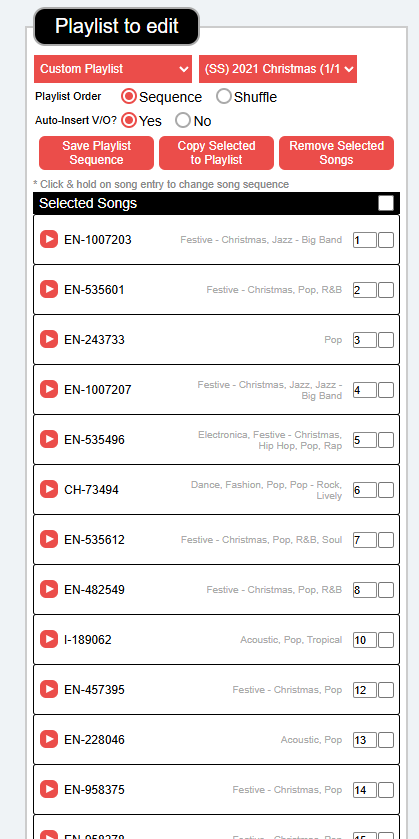 Playlist to edit
Custom Playlist
(SS) 2021 Christmas (1/1
Playlist Order Sequence Shuffle
Auto-Insert V/O? Yes No
Save Playlist
Sequence
Copy Selected
to Playlist
Remove Selected
Songs
* Click & hold on song entry to change song sequence
Selected Songs
EN-1007203 Festive - Christmas, Jazz - Big Band 1
EN-535601 Festive - Christmas, Pop, R&B 2
EN-243733 Pop 3
EN-1007207 Festive - Christmas, Jazz, Jazz -
Big Band 4
EN-535496 Electronica, Festive - Christmas,
Hip Hop, Pop, Rap 5
CH-73494 Dance, Fashion, Pop, Pop - Rock,
Lively 6
EN-535612 Festive - Christmas, Pop, R&B, Soul 7
EN-482549 Festive - Christmas, Pop, R&B 8
I-189062 Acoustic, Pop, Tropical 10
EN-457395 Festive - Christmas, Pop 12
EN-228046 Acoustic, Pop 13
EN-958375 Festive - Christmas, Pop 14